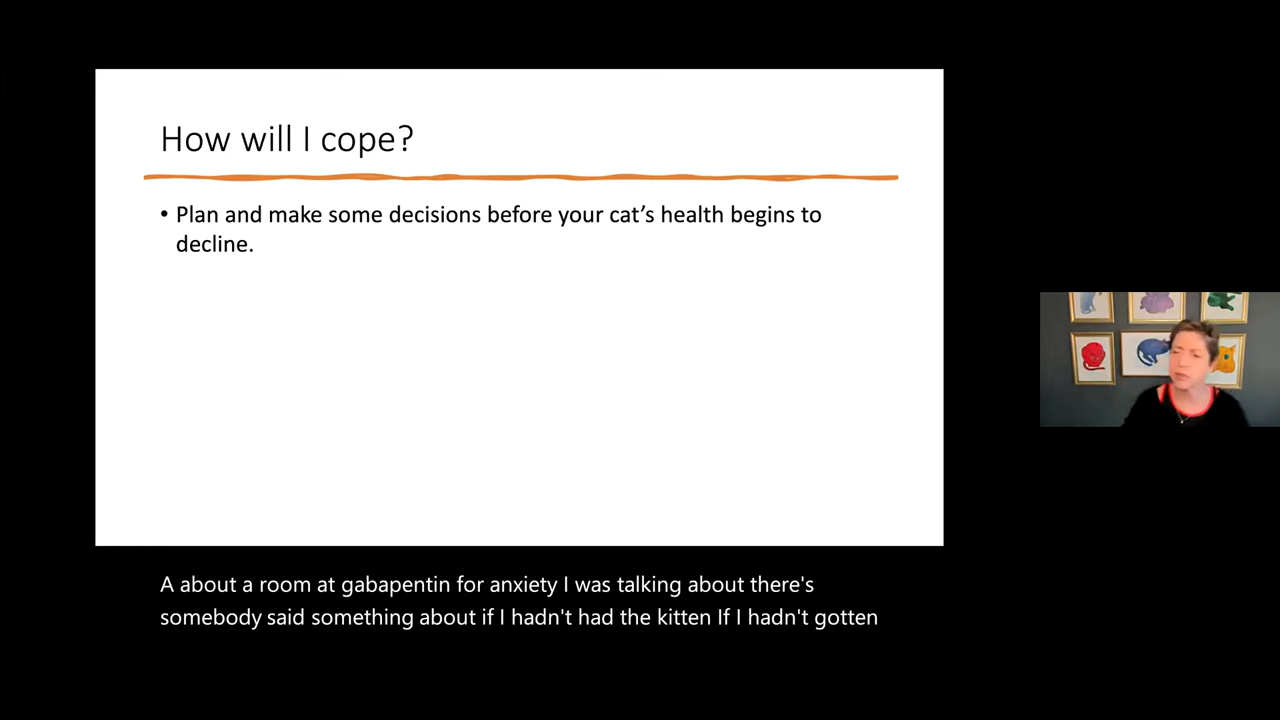 How will I cope?
• Plan and make some decisions before your cat’s health begins to
decline.
A about a room at gabapentin for anxiety I was talking about there's
somebody said something about if I hadn't had the kitten If I hadn't gotten